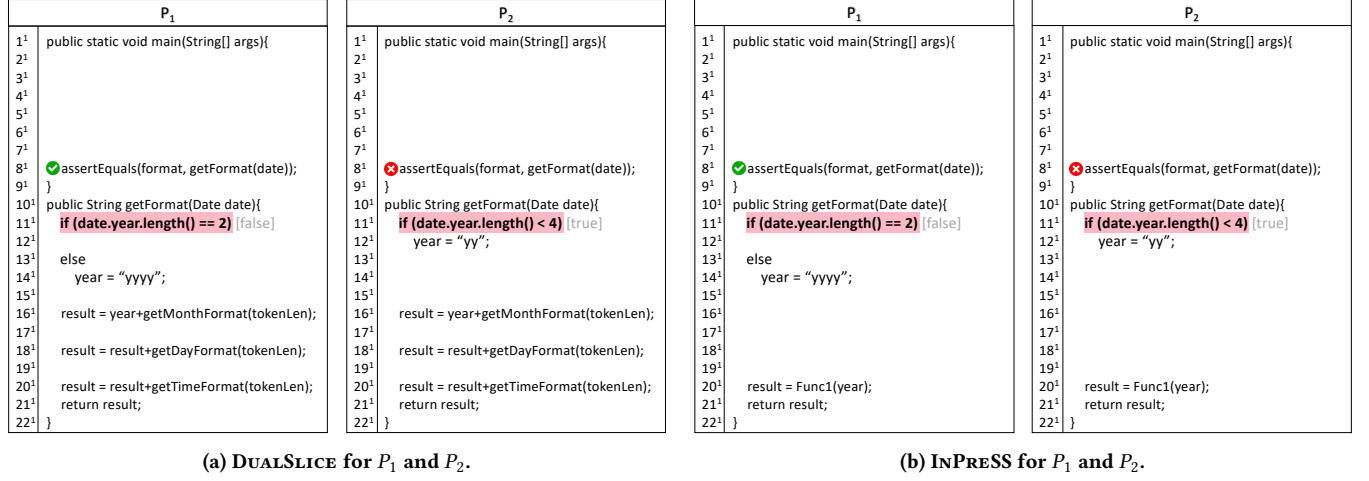 P₁
1¹ public static void main(String[] args){
2¹
3¹
4¹
5¹
6¹
7¹
8¹ assertEquals(format, getFormat(date));
9¹ }
10¹ public String getFormat(Date date){
11¹ if (date.year.length() == 2) [false]
12¹
13¹ else
14¹ year = “yyyy”;
15¹
16¹ result = year+getMonthFormat(tokenLen);
17¹
18¹ result = result+getDayFormat(tokenLen);
19¹
20¹ result = result+getTimeFormat(tokenLen);
21¹ return result;
22¹ }
P₂
1¹ public static void main(String[] args){
2¹
3¹
4¹
5¹
6¹
7¹
8¹ assertEquals(format, getFormat(date));
9¹ }
10¹ public String getFormat(Date date){
11¹ if (date.year.length() < 4) [true]
12¹ year = “yy”;
13¹
14¹
15¹
16¹ result = year+getMonthFormat(tokenLen);
17¹
18¹ result = result+getDayFormat(tokenLen);
19¹
20¹ result = result+getTimeFormat(tokenLen);
21¹ return result;
22¹ }
(a) DualSlice for P₁ and P₂.
P₁
1¹ public static void main(String[] args){
2¹
3¹
4¹
5¹
6¹
7¹
8¹ assertEquals(format, getFormat(date));
9¹ }
10¹ public String getFormat(Date date){
11¹ if (date.year.length() == 2) [false]
12¹
13¹ else
14¹ year = “yyyy”;
15¹
16¹
17¹
18¹
19¹
20¹ result = Func1(year);
21¹ return result;
22¹ }
P₂
1¹ public static void main(String[] args){
2¹
3¹
4¹
5¹
6¹
7¹
8¹ assertEquals(format, getFormat(date));
9¹ }
10¹ public String getFormat(Date date){
11¹ if (date.year.length() < 4) [true]
12¹ year = “yy”;
13¹
14¹
15¹
16¹
17¹
18¹
19¹
20¹ result = Func1(year);
21¹ return result;
22¹ }
(b) InPreSS for P₁ and P₂.